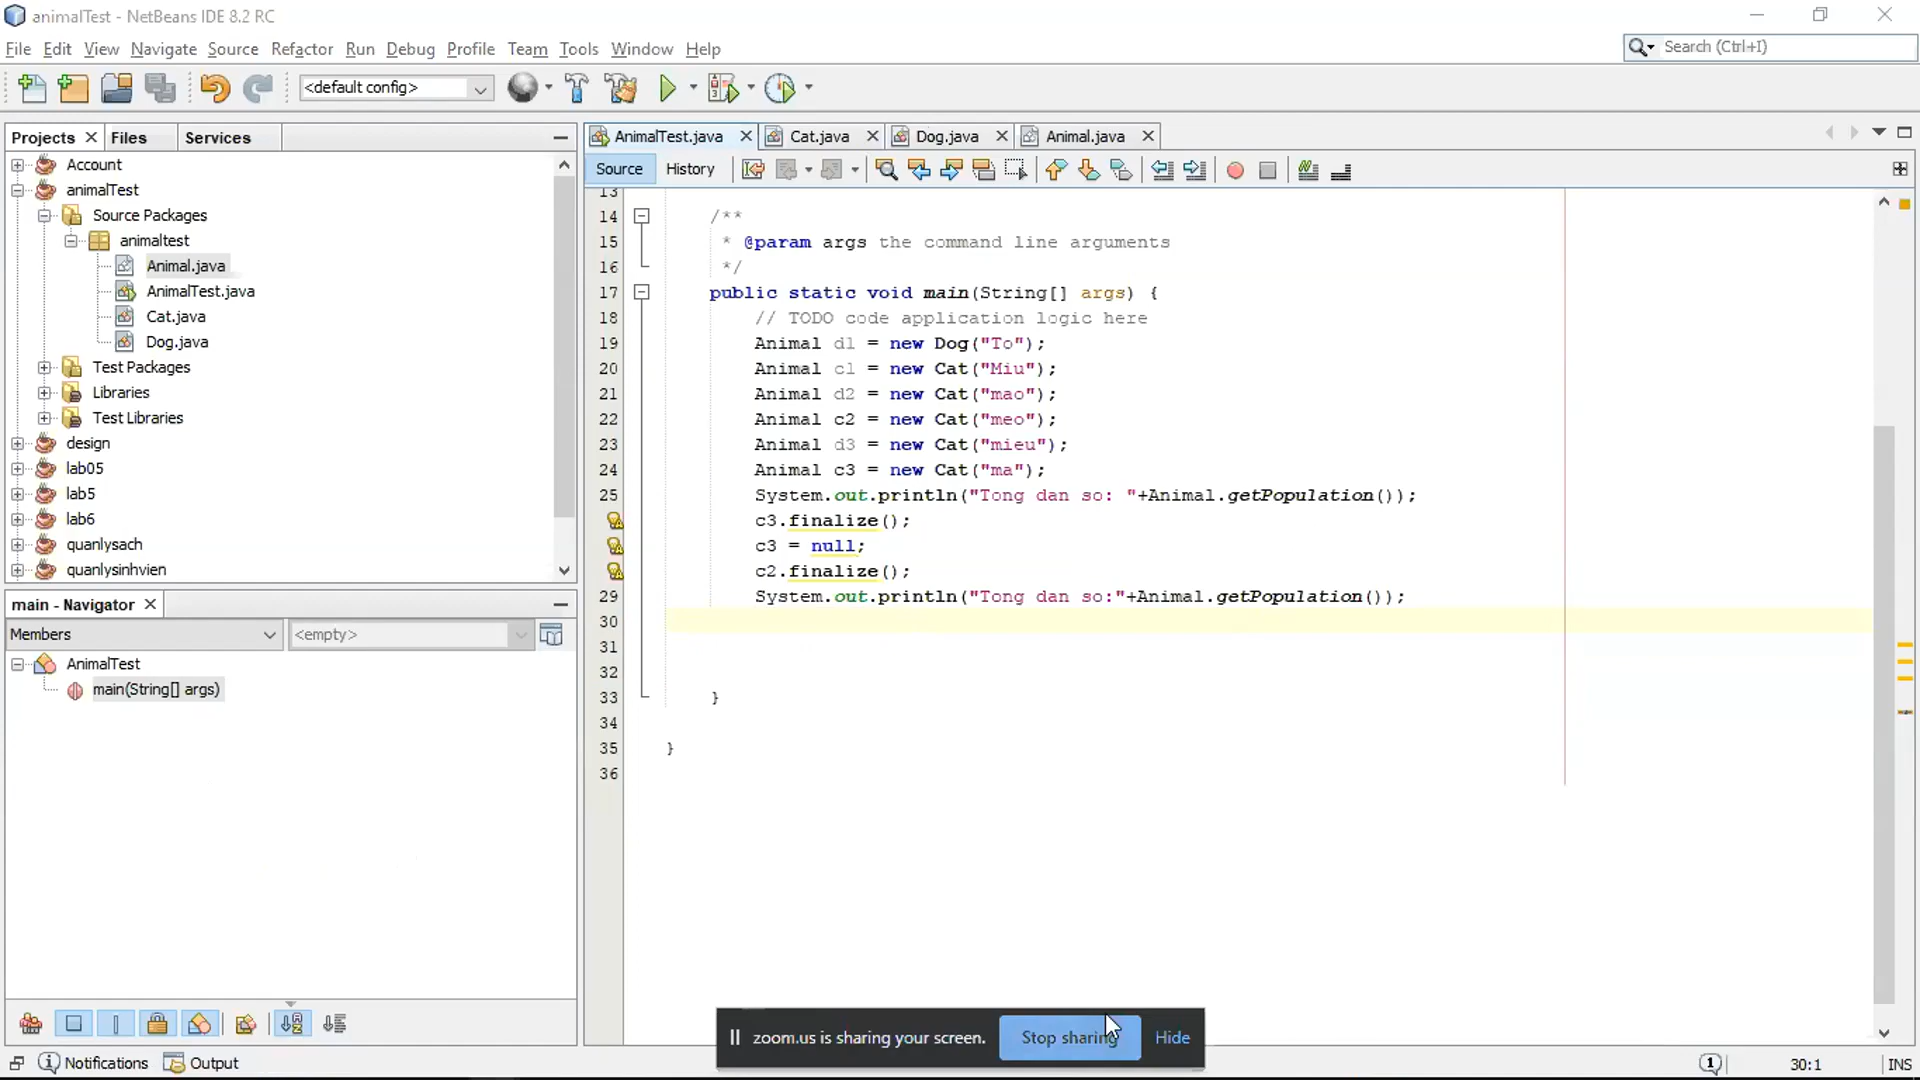 animalTest - NetBeans IDE 8.2 RC
File Edit View Navigate Source Refactor Run Debug Profile Team Tools Window Help
Search (Ctrl+I)
<default config>
Projects Files Services
Account
animalTest
Source Packages
animaltest
Animal.java
AnimalTest.java
Cat.java
Dog.java
Test Packages
Libraries
Test Libraries
design
lab05
lab5
lab6
quanlysach
quanlysinhvien
main - Navigator
Members
<empty>
AnimalTest
main(String[] args)
AnimalTest.java Cat.java Dog.java Animal.java
Source History
13
14 /**
15 * @param args the command line arguments
16 */
17 public static void main(String[] args) {
18 // TODO code application logic here
19 Animal d1 = new Dog("To");
20 Animal c1 = new Cat("Miu");
21 Animal d2 = new Cat("mao");
22 Animal c2 = new Cat("meo");
23 Animal d3 = new Cat("mieu");
24 Animal c3 = new Cat("ma");
25 System.out.println("Tong dan so: "+Animal.getPopulation());
c3.finalize();
c3 = null;
c2.finalize();
29 System.out.println("Tong dan so:"+Animal.getPopulation());
30
31
32
33 }
34
35 }
36
zoom.us is sharing your screen. Stop sharing Hide
Notifications Output
1 30:1 INS